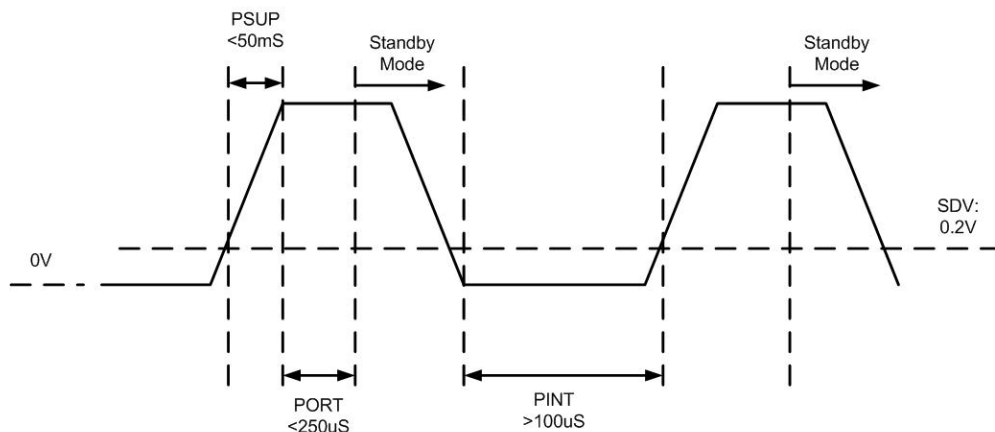 PSUP
<50mS
Standby
Mode
Standby
Mode
SDV:
0.2V
0V
PORT
<250uS
PINT
>100uS